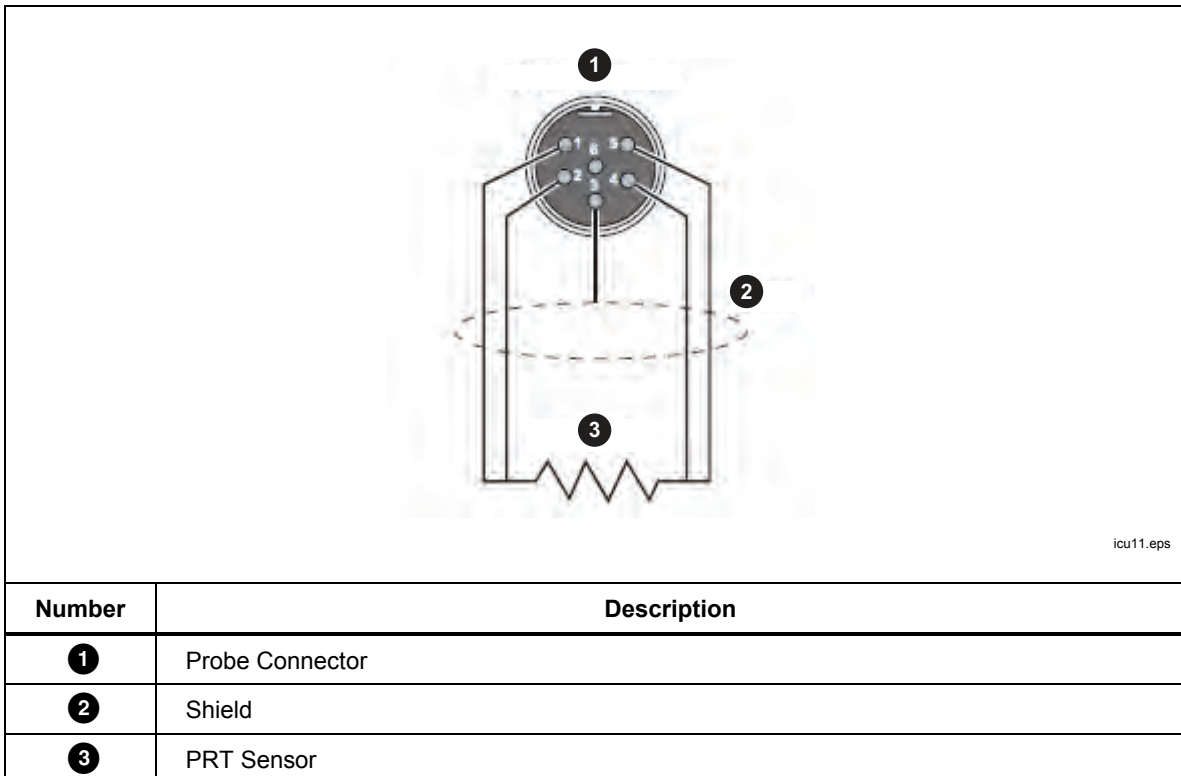 1
1 6 5
2 3 4
2
3
icu11.eps
Number Description
1 Probe Connector
2 Shield
3 PRT Sensor